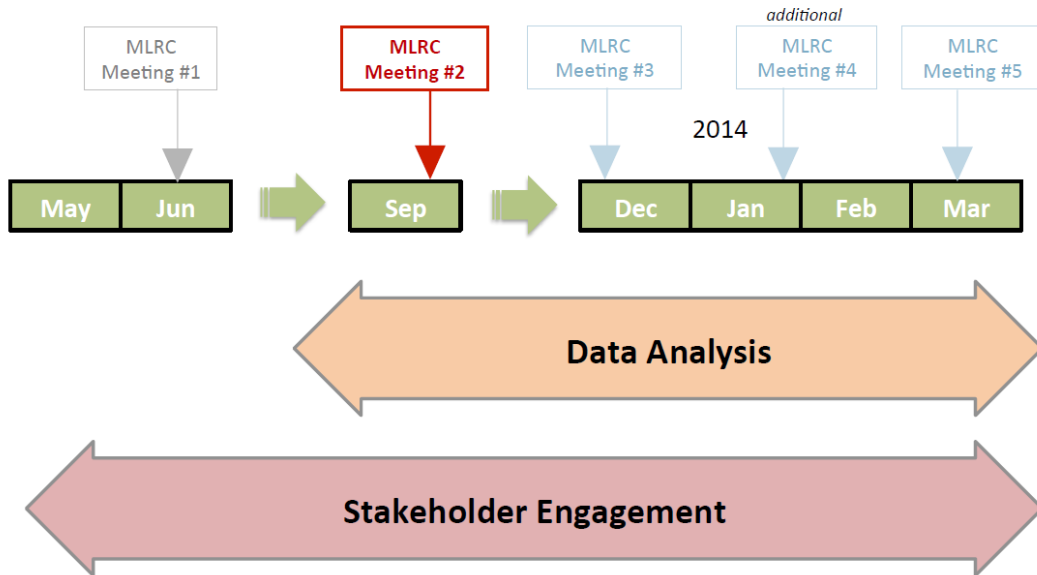 additional
MLRC
Meeting #1
MLRC
Meeting #2
MLRC
Meeting #3
MLRC
Meeting #4
MLRC
Meeting #5
2014
May
Jun
Sep
Dec
Jan
Feb
Mar
Data Analysis
Stakeholder Engagement